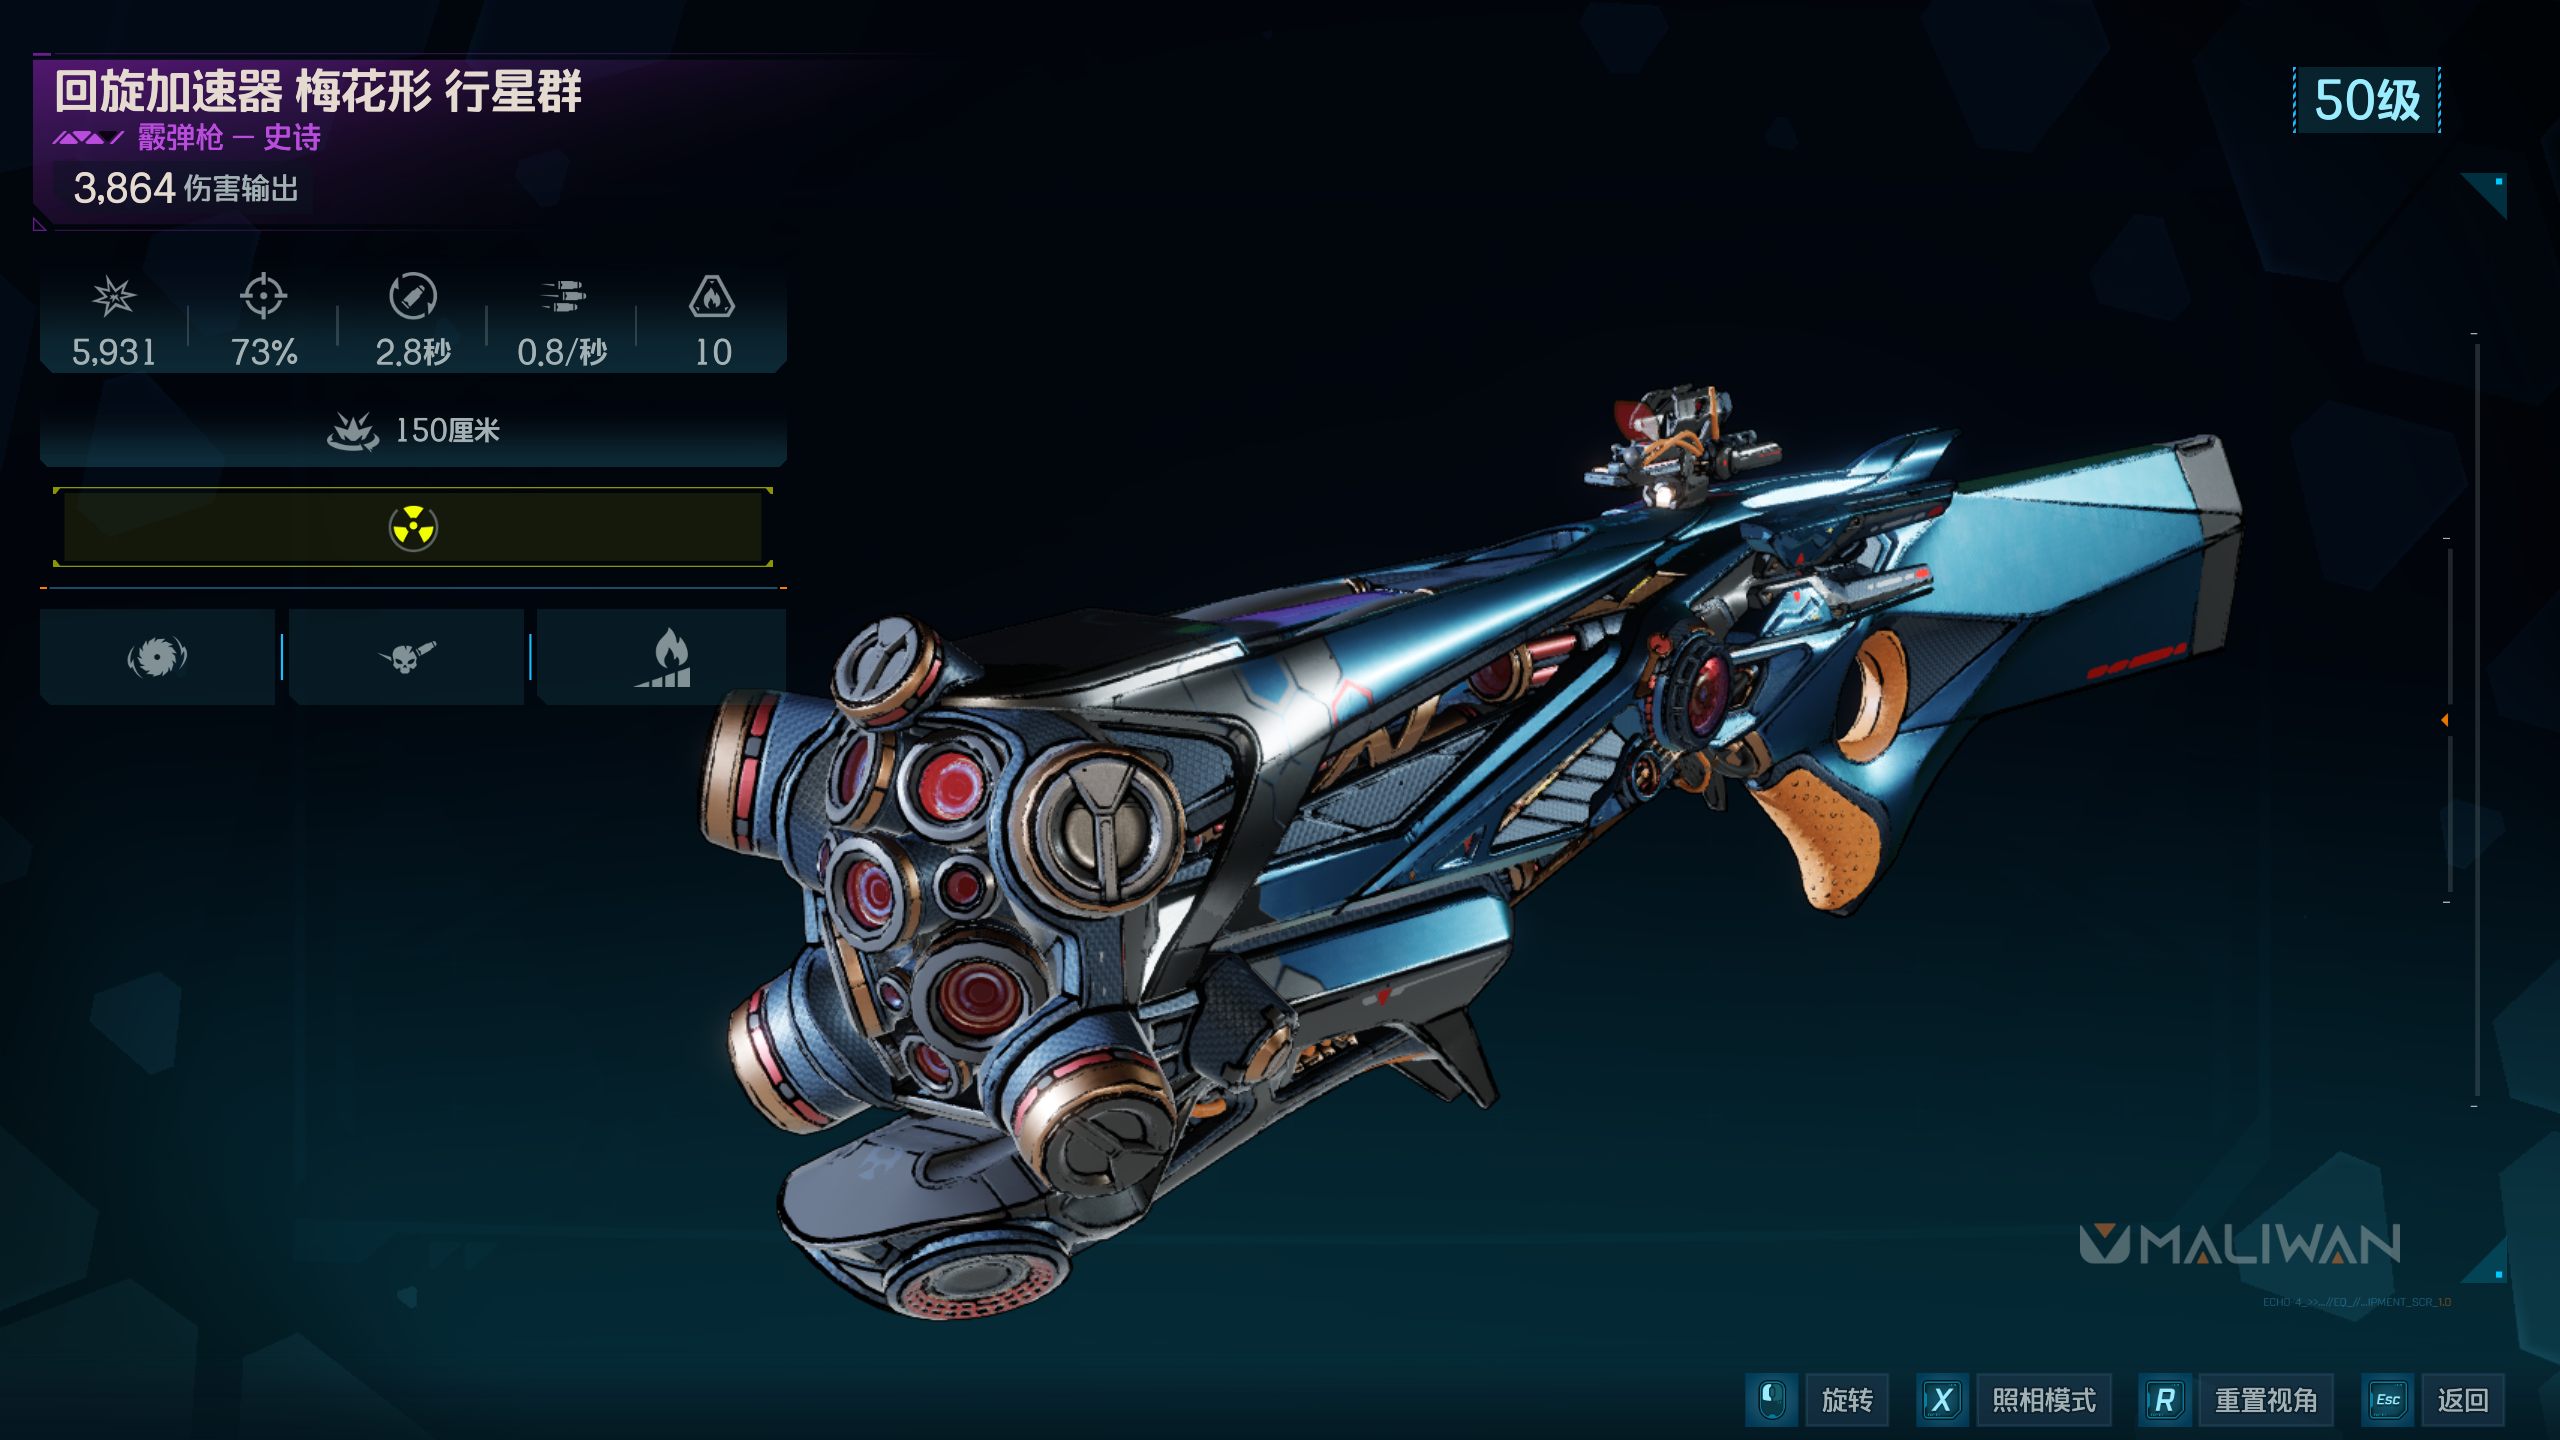 回旋加速器 梅花形 行星群
霰弹枪 – 史诗
3,864 伤害输出
50级
5,931
73%
2.8秒
0.8/秒
10
150厘米
MALIWAN
旋转
X 照相模式
R 重置视角
Esc 返回